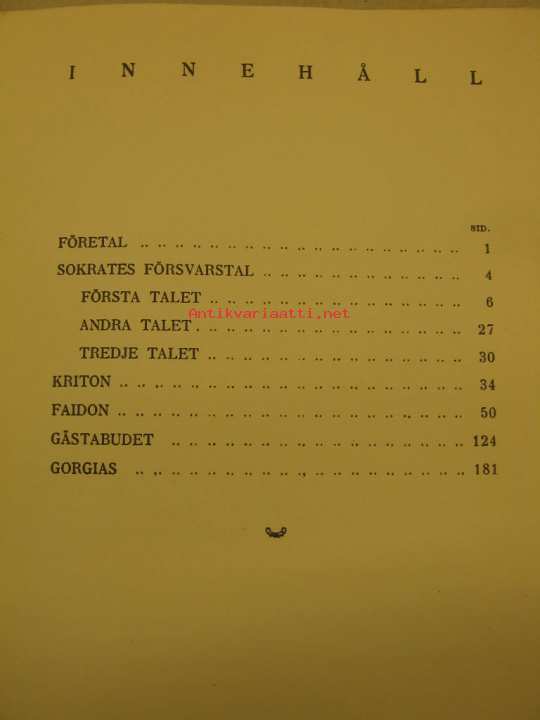 INNEHÅLL
SID.
FÖRETAL .. .. .. .. .. .. .. .. .. .. .. .. .. .. .. .. 1
SOKRATES FÖRSVARSTAL .. .. .. .. .. .. .. .. .. .. 4
FÖRSTA TALET .. .. .. .. .. .. .. .. .. .. .. .. 6
Antikvariaatti.net
ANDRA TALET . .. .. .. .. .. .. .. .. .. .. .. .. 27
TREDJE TALET .. .. .. .. .. .. .. .. .. .. .. .. 30
KRITON .. .. .. .. .. .. .. .. .. .. .. .. .. .. .. .. .. 34
FAIDON .. .. .. .. .. .. .. .. .. .. .. .. .. .. .. .. .. 50
GÄSTABUDET .. .. .. .. .. .. .. .. .. .. .. .. .. .. 124
GORGIAS .. .. .. .. .. .. .. .. .. .. .. .. .. .. .. .. 181